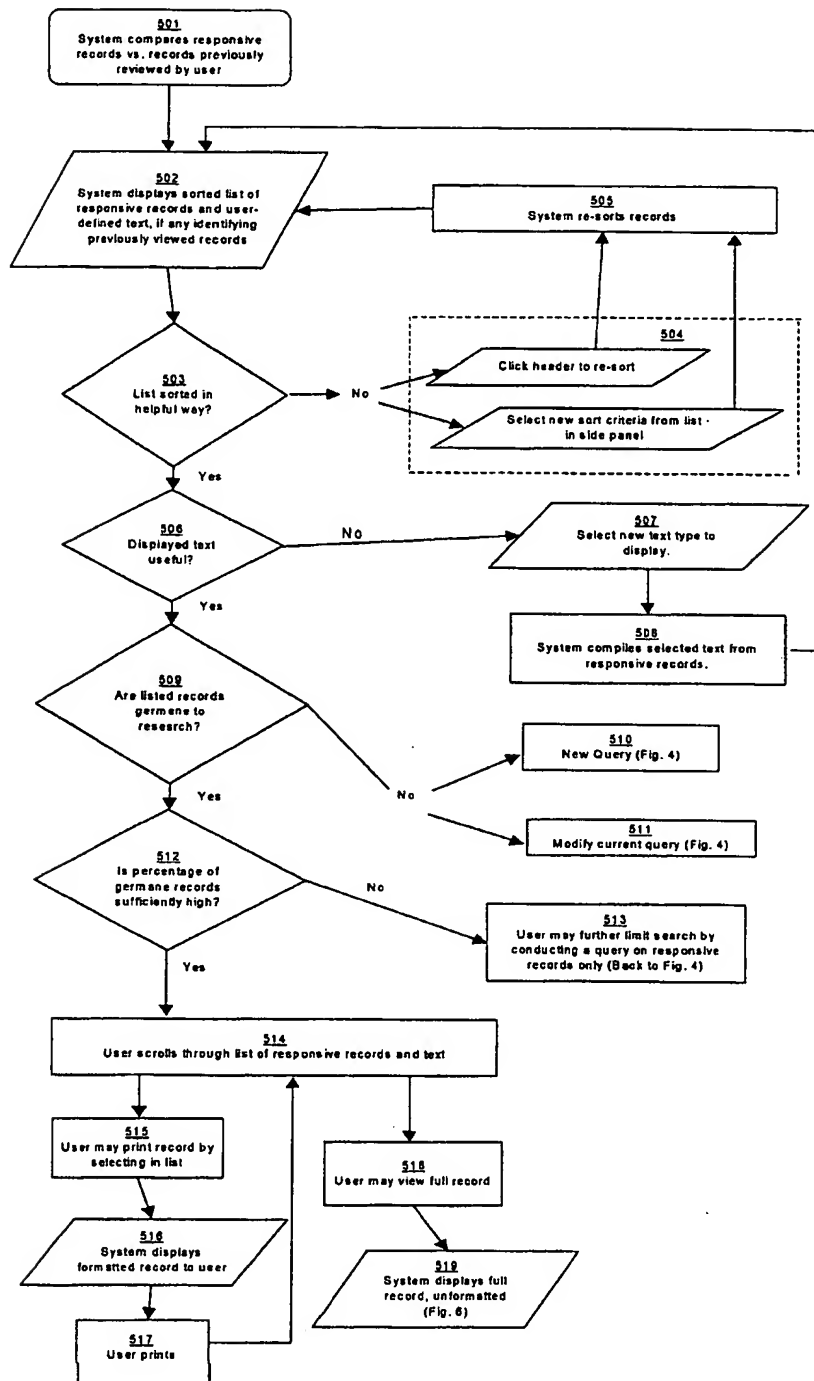 501
System compares responsive
records vs. records previously
reviewed by user
502
System displays sorted list of
responsive records and user-
defined text, if any identifying
previously viewed records
505
System re-sorts records
504
Click header to re-sort
Select new sort criteria from list -
in side panel
503
List sorted in
helpful way?
No
Yes
506
Displayed text
useful?
No
507
Select new text type to
display.
Yes
508
System compiles selected text from
responsive records.
509
Are listed records
germane to
research?
No
510
New Query (Fig. 4)
511
Modify current query (Fig. 4)
Yes
512
Is percentage of
germane records
sufficiently high?
No
513
User may further limit search by
conducting a query on responsive
records only (Back to Fig. 4)
Yes
514
User scrolls through list of responsive records and text
515
User may print record by
selecting in list
518
User may view full record
516
System displays
formatted record to user
519
System displays full
record, unformatted
(Fig. 6)
517
User prints